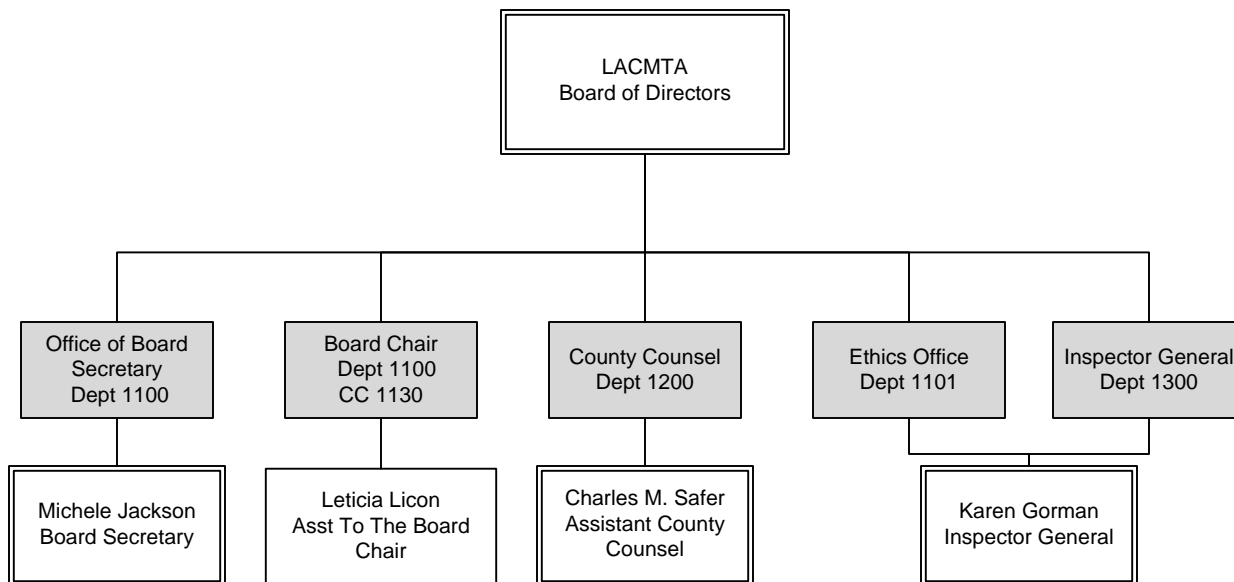 LACMTA
Board of Directors
Office of Board
Secretary
Dept 1100
Board Chair
Dept 1100
CC 1130
County Counsel
Dept 1200
Ethics Office
Dept 1101
Inspector General
Dept 1300
Michele Jackson
Board Secretary
Leticia Licon
Asst To The Board
Chair
Charles M. Safer
Assistant County
Counsel
Karen Gorman
Inspector General